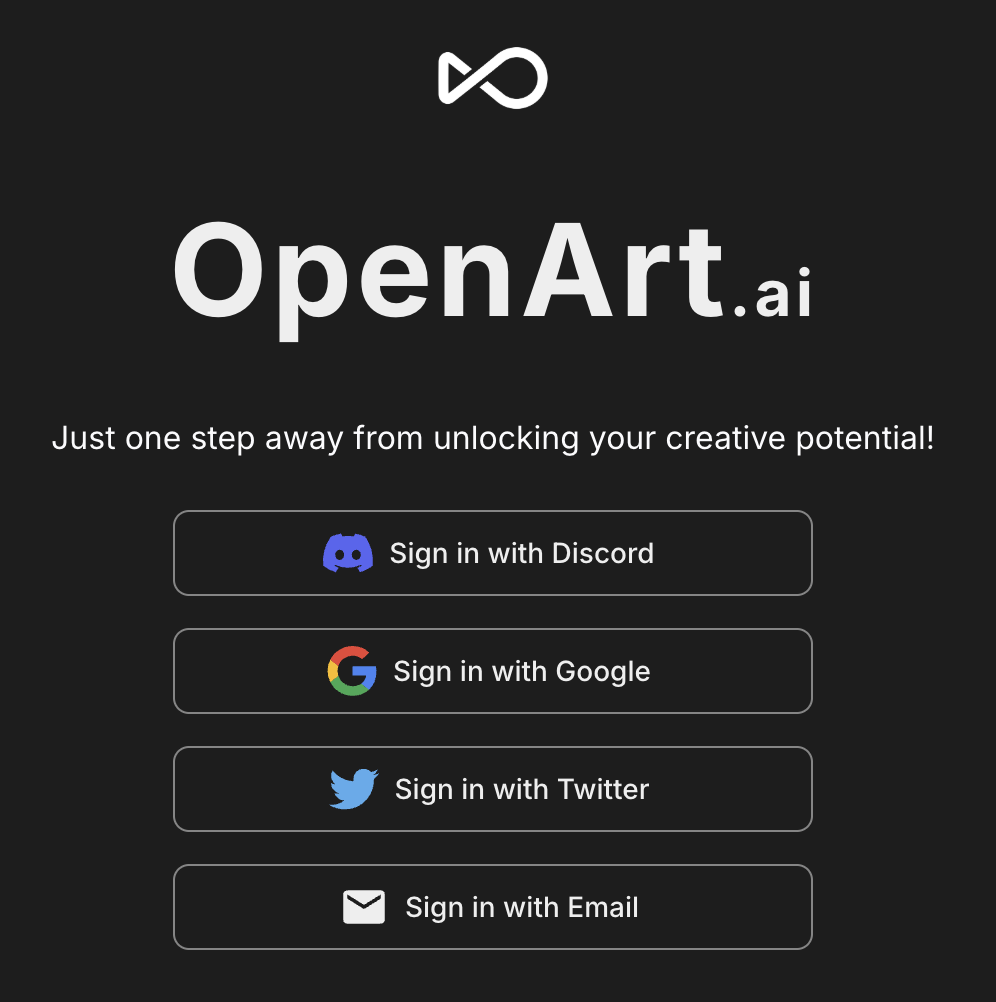 OpenArt.ai
Just one step away from unlocking your creative potential!
Sign in with Discord
Sign in with Google
Sign in with Twitter
Sign in with Email